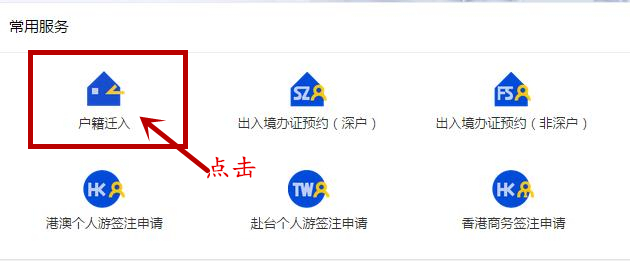 常用服务
SZ
FS
户籍迁入
出入境办证预约（深户）
出入境办证预约（非深户）
点击
HK
TW
HK
港澳个人游签注申请
赴台个人游签注申请
香港商务签注申请